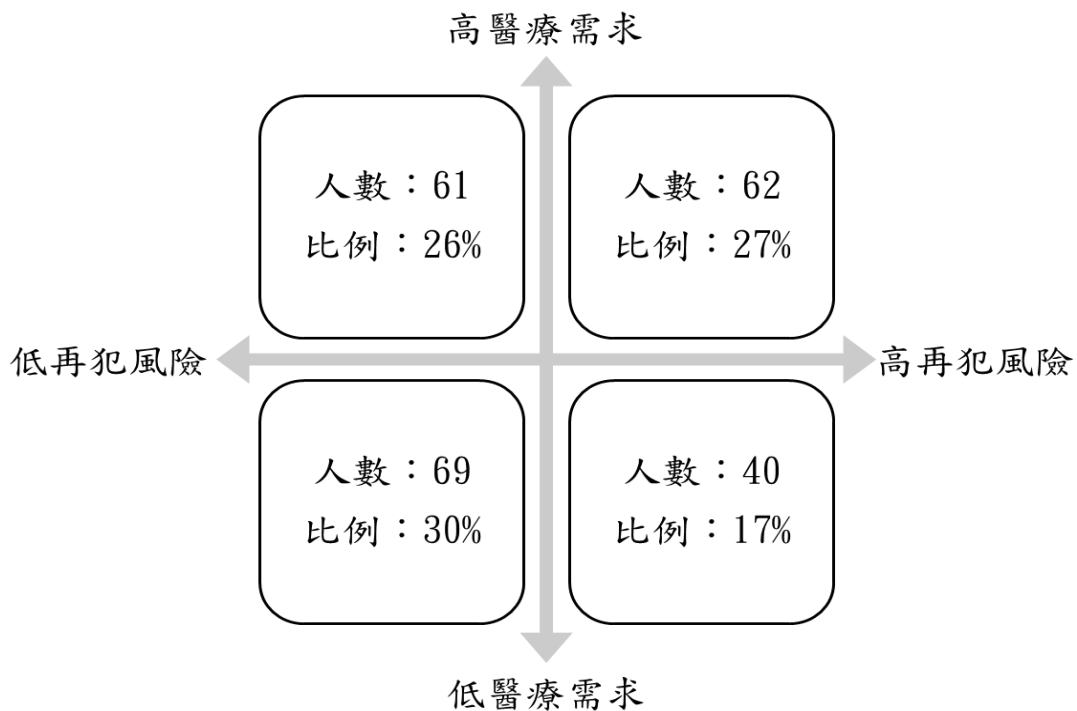 高醫療需求
人數：61
比例：26%
人數：62
比例：27%
低再犯風險
高再犯風險
人數：69
比例：30%
人數：40
比例：17%
低醫療需求